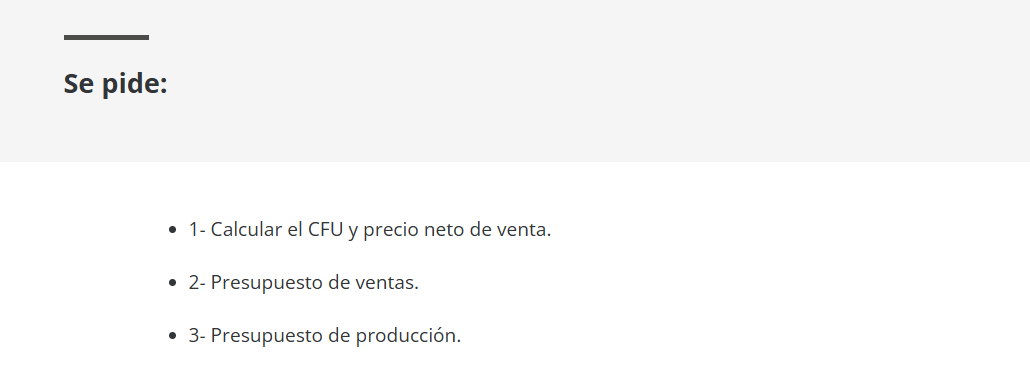 Se pide:
1- Calcular el CFU y precio neto de venta.
2- Presupuesto de ventas.
3- Presupuesto de producción.